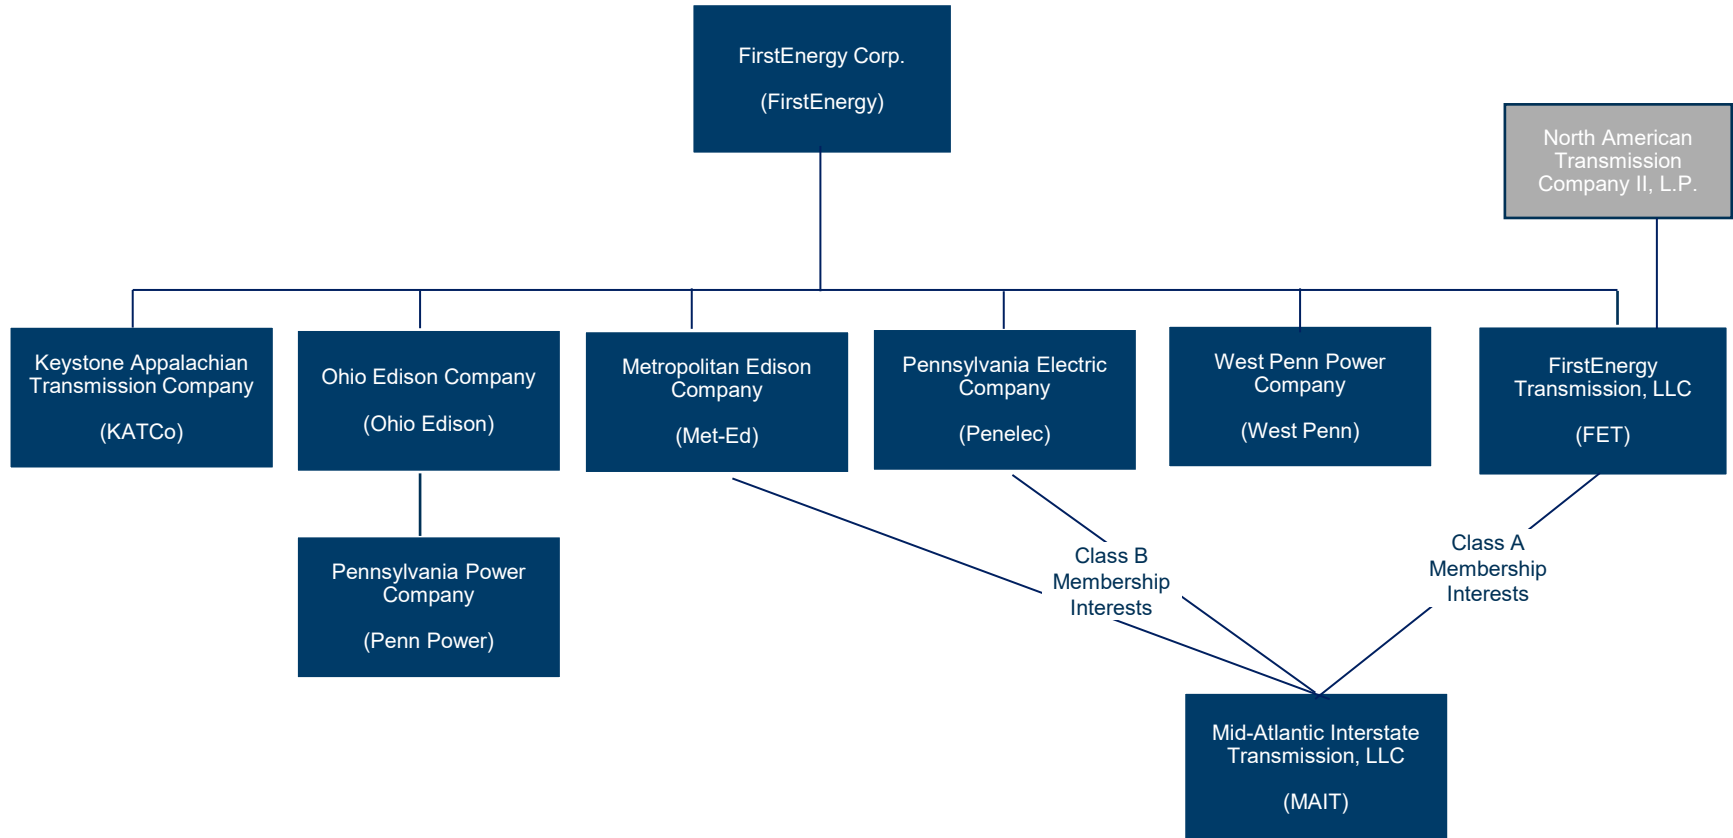 FirstEnergy Corp.
(FirstEnergy)
North American
Transmission
Company II, L.P.
Keystone Appalachian
Transmission Company
(KATCo)
Ohio Edison Company
(Ohio Edison)
Metropolitan Edison
Company
(Met-Ed)
Pennsylvania Electric
Company
(Penelec)
West Penn Power
Company
(West Penn)
FirstEnergy
Transmission, LLC
(FET)
Pennsylvania Power
Company
(Penn Power)
Class B
Membership
Interests
Class A
Membership
Interests
Mid-Atlantic Interstate
Transmission, LLC
(MAIT)